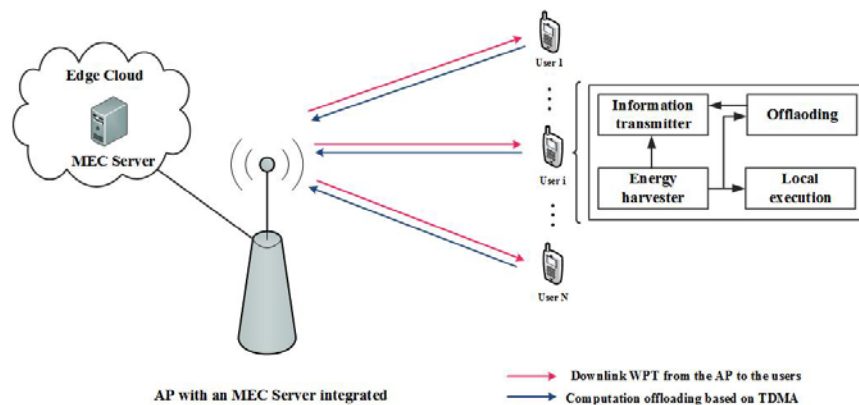 Edge Cloud
MEC Server
User 1
User i
User N
Information
transmitter
Offlaoding
Energy
harvester
Local
execution
AP with an MEC Server integrated
Downlink WPT from the AP to the users
Computation offloading based on TDMA